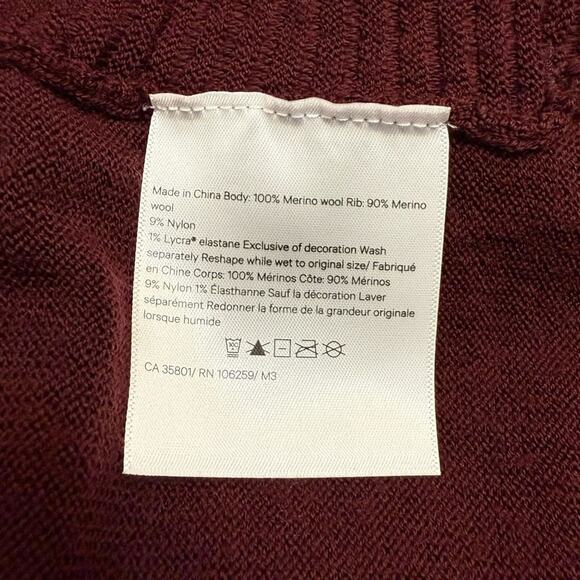 Made in China Body: 100% Merino wool Rib: 90% Merino
wool
9% Nylon
1% Lycra® elastane Exclusive of decoration Wash
separately Reshape while wet to original size/ Fabriqué
en Chine Corps: 100% Mérinos Côte: 90% Mérinos
9% Nylon 1% Élasthanne Sauf la décoration Laver
séparément Redonner la forme de la grandeur originale
lorsque humide
CA 35801/ RN 106259/ M3